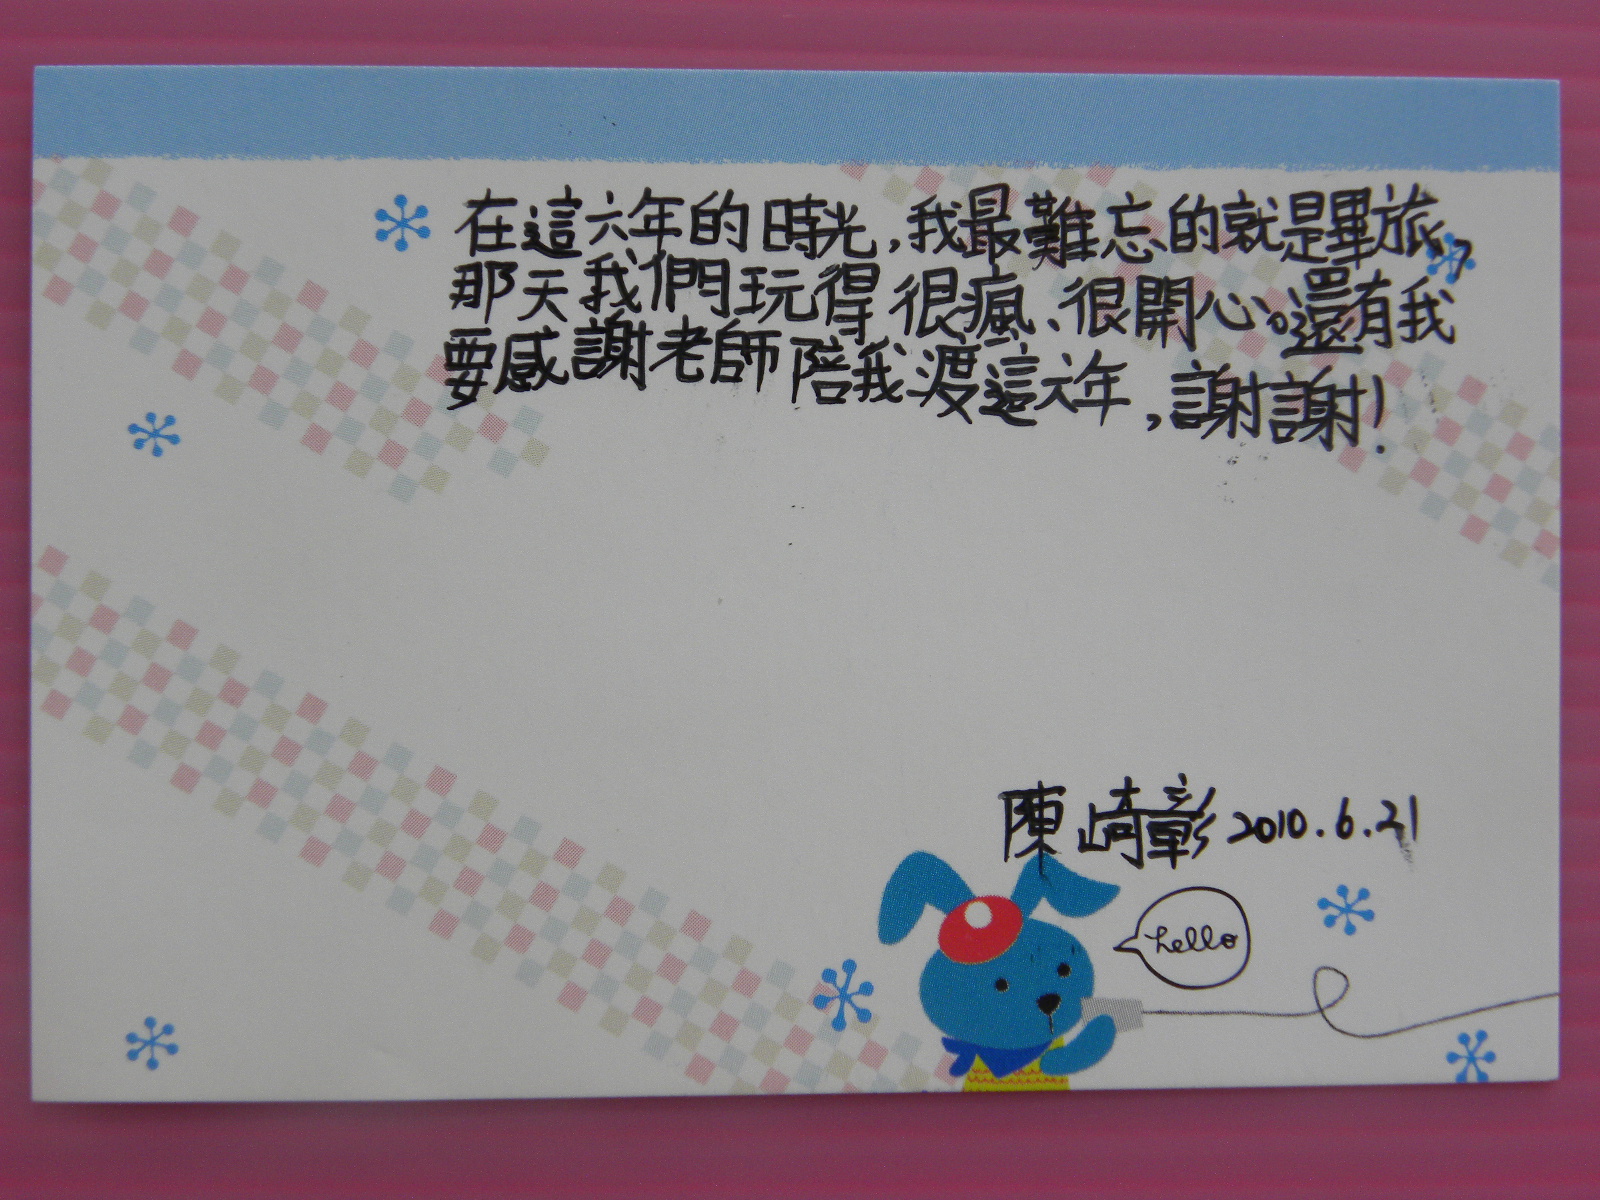 在這六年的時光,我最難忘的就是畢旅,
那天我們玩得很瘋、很開心。還有我
要感謝老師陪我渡這六年,謝謝!
陳崎彰 2010.6.21
hello